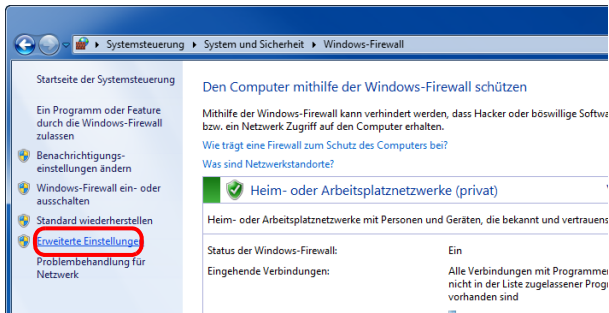 Systemsteuerung ▸ System und Sicherheit ▸ Windows-Firewall
Startseite der Systemsteuerung
Ein Programm oder Feature
durch die Windows-Firewall
zulassen
Benachrichtigungs-
einstellungen ändern
Windows-Firewall ein- oder
ausschalten
Standard wiederherstellen
Erweiterte Einstellungen
Problembehandlung für
Netzwerk
Den Computer mithilfe der Windows-Firewall schützen
Mithilfe der Windows-Firewall kann verhindert werden, dass Hacker oder böswillige Softwa
bzw. ein Netzwerk Zugriff auf den Computer erhalten.
Wie trägt eine Firewall zum Schutz des Computers bei?
Was sind Netzwerkstandorte?
Heim- oder Arbeitsplatznetzwerke (privat)
Heim- oder Arbeitsplatznetzwerke mit Personen und Geräten, die bekannt und vertrauens
Status der Windows-Firewall: Ein
Eingehende Verbindungen: Alle Verbindungen mit Programmen
nicht in der Liste zugelassener Prog
vorhanden sind